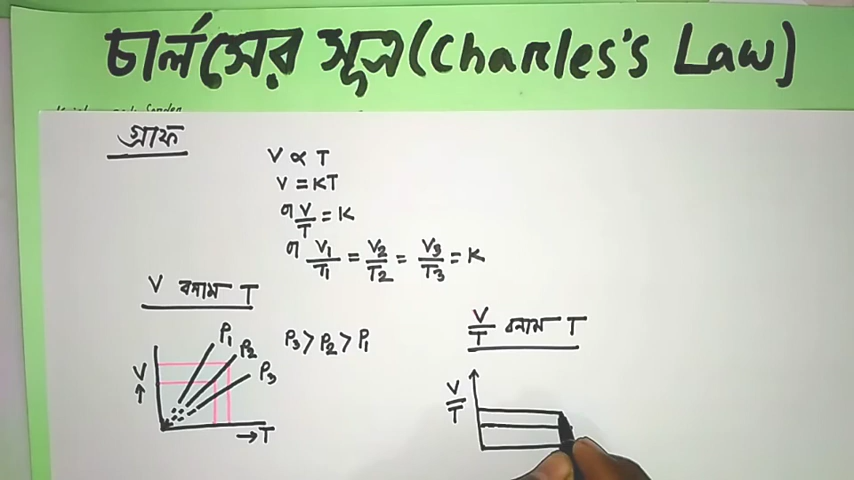 চার্লসের সূত্র (Charles's Law)
গ্রাফ
V ∝ T
V = KT
বা V/T = K
বা V1/T1 = V2/T2 = V3/T3 = K
V বনাম T
P1
P2
P3
P3 > P2 > P1
V ↑
→ T
V/T বনাম T
V/T